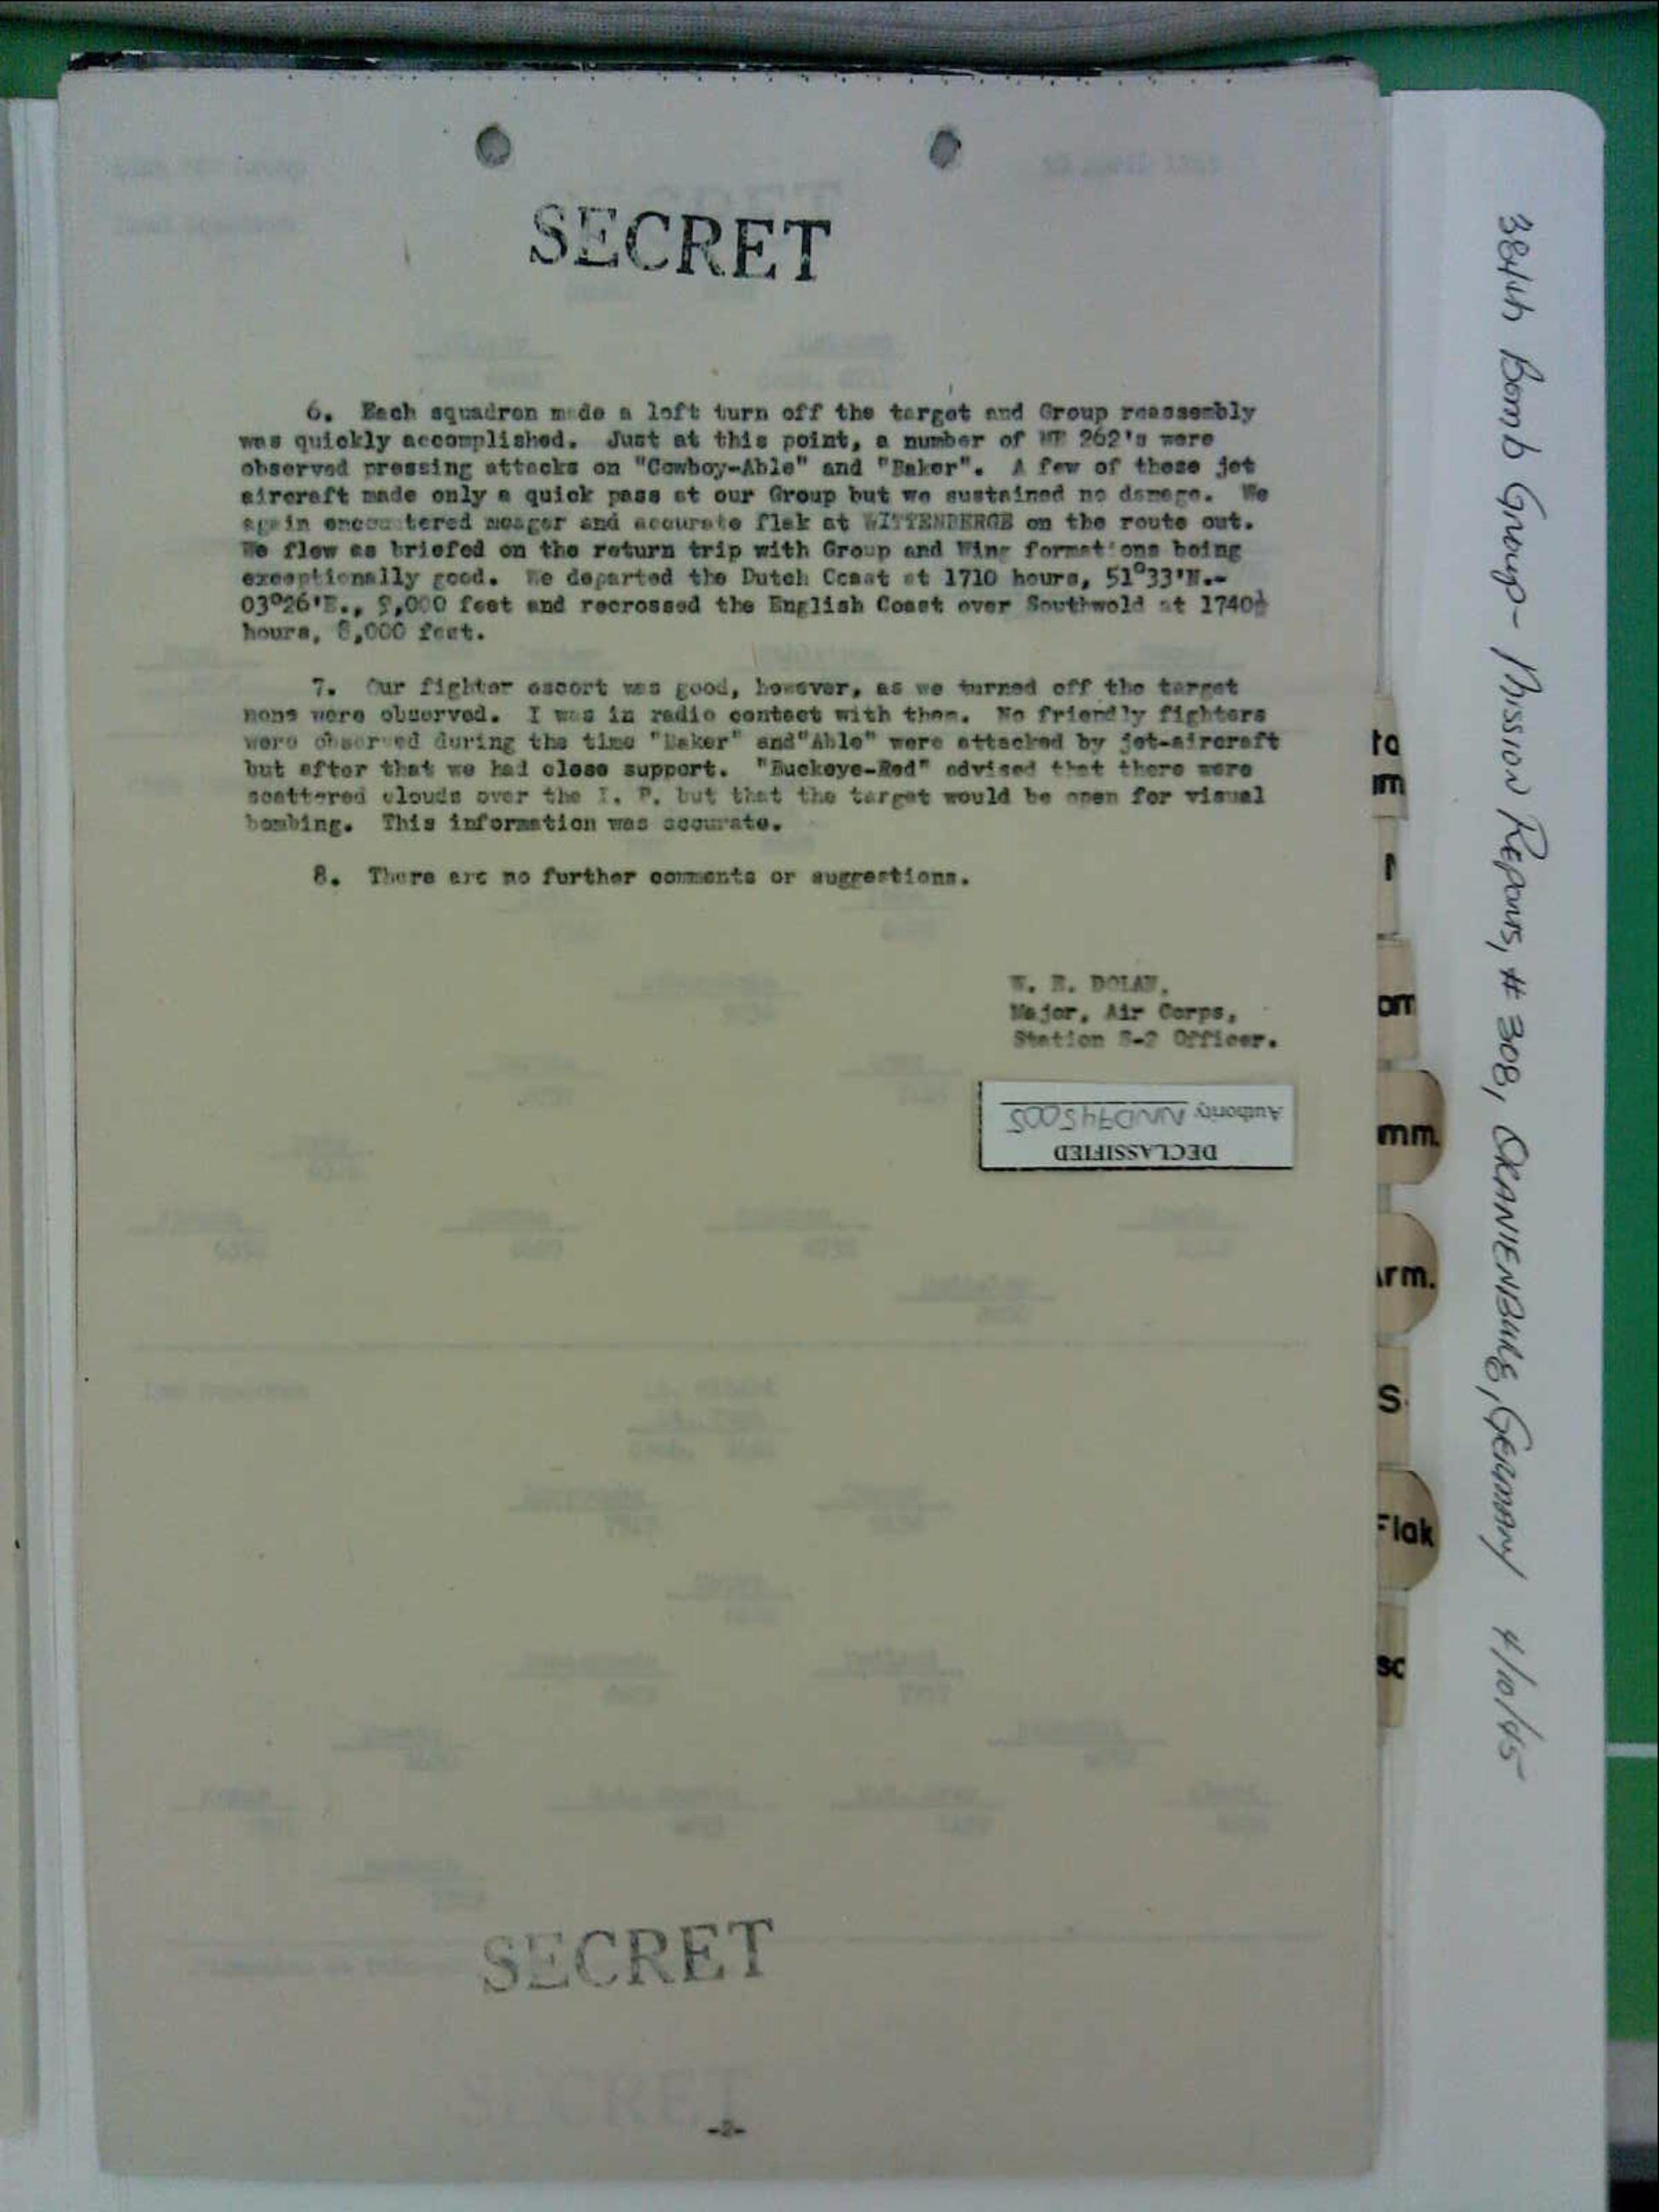 SECRET
6. Each squadron made a left turn off the target and Group reassembly
was quickly accomplished. Just at this point, a number of ME 262's were
observed pressing attacks on "Cowboy-Able" and "Baker". A few of these jet
aircraft made only a quick pass at our Group but we sustained no damage. We
again encountered meager and accurate flak at WITTENBERGE on the route out.
We flew as briefed on the return trip with Group and Wing formations being
exceptionally good. We departed the Dutch Coast at 1710 hours, 51°33'N.-
03°26'E., 9,000 feet and recrossed the English Coast over Southwold at 1740½
hours, 8,000 feet.
7. Our fighter escort was good, however, as we turned off the target
none were observed. I was in radio contact with them. No friendly fighters
were observed during the time "Baker" and"Able" were attacked by jet-aircraft
but after that we had close support. "Buckeye-Red" advised that there were
scattered clouds over the I. P. but that the target would be open for visual
bombing. This information was accurate.
8. There are no further comments or suggestions.
W. E. DOLAN,
Major, Air Corps,
Station S-2 Officer.
DECLASSIFIED
Authority NND745005
SECRET
SECRET
-2-
384th Bomb Group - Mission Reports, # 308, ORANIENBURG, Germany 4/10/45
ta
m
om
mm.
rm.
S.
Flak
sc